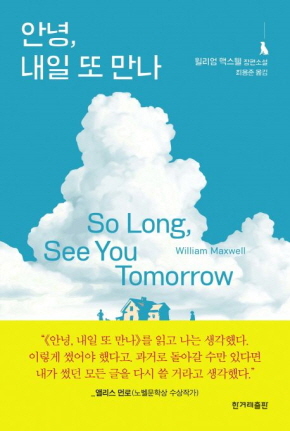 안녕,
내일 또 만나
윌리엄 맥스웰 장편소설
최용준 옮김
So Long,
See You
William Maxwell
Tomorrow
“《안녕, 내일 또 만나》를 읽고 나는 생각했다.
이렇게 썼어야 했다고, 과거로 돌아갈 수만 있다면
내가 썼던 모든 글을 다시 쓸 거라고 생각했다.”
_앨리스 먼로(노벨문학상 수상작가)
한겨레출판